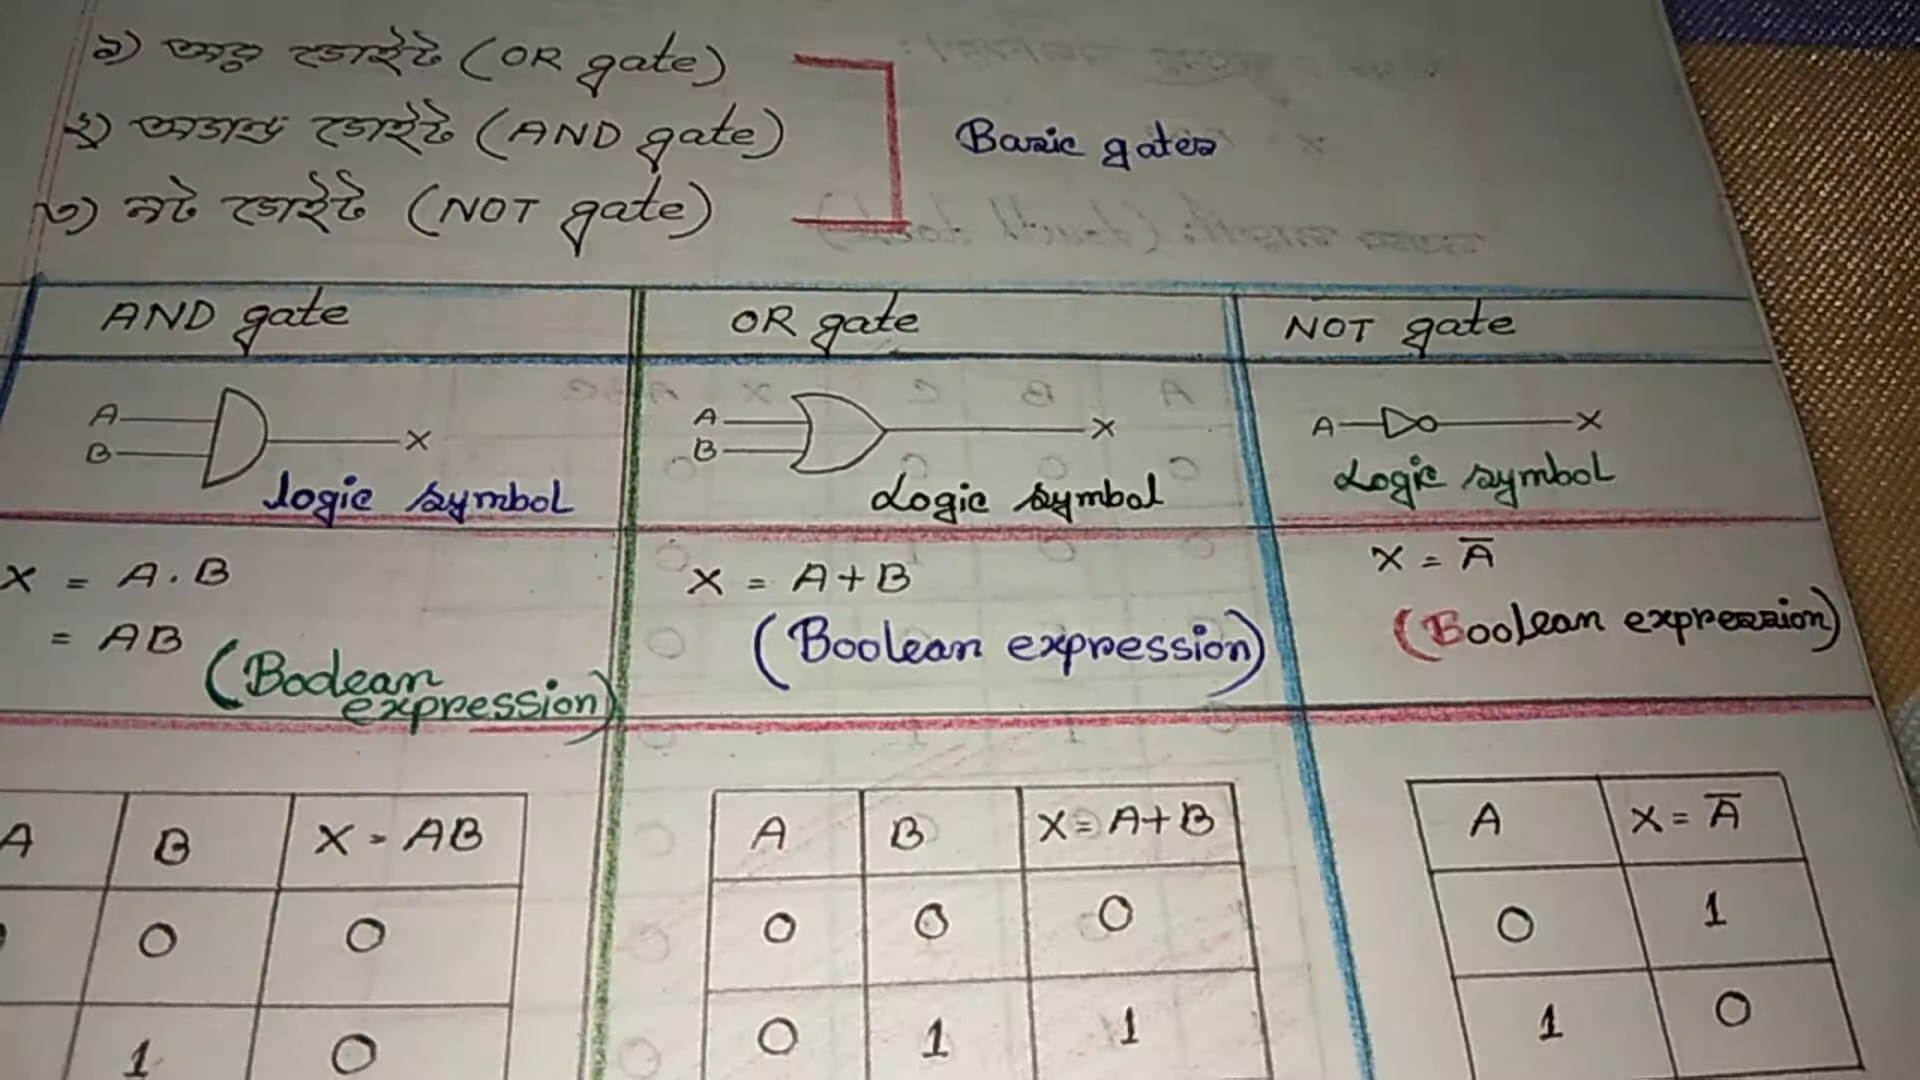 ১) অর গেইট (OR gate)
২) অ্যান্ড গেইট (AND gate)
৩) নট গেইট (NOT gate)
Basic gates
AND gate OR gate NOT gate
A B X
Logic symbol
A B X
Logic symbol
A X
Logic symbol
X = A.B
= AB
(Boolean expression)
X = A+B
(Boolean expression)
X = A̅
(Boolean expression)
A B X = AB
0 0
1 0
A B X = A+B
0 0 0
0 1 1
A X = A̅
0 1
1 0